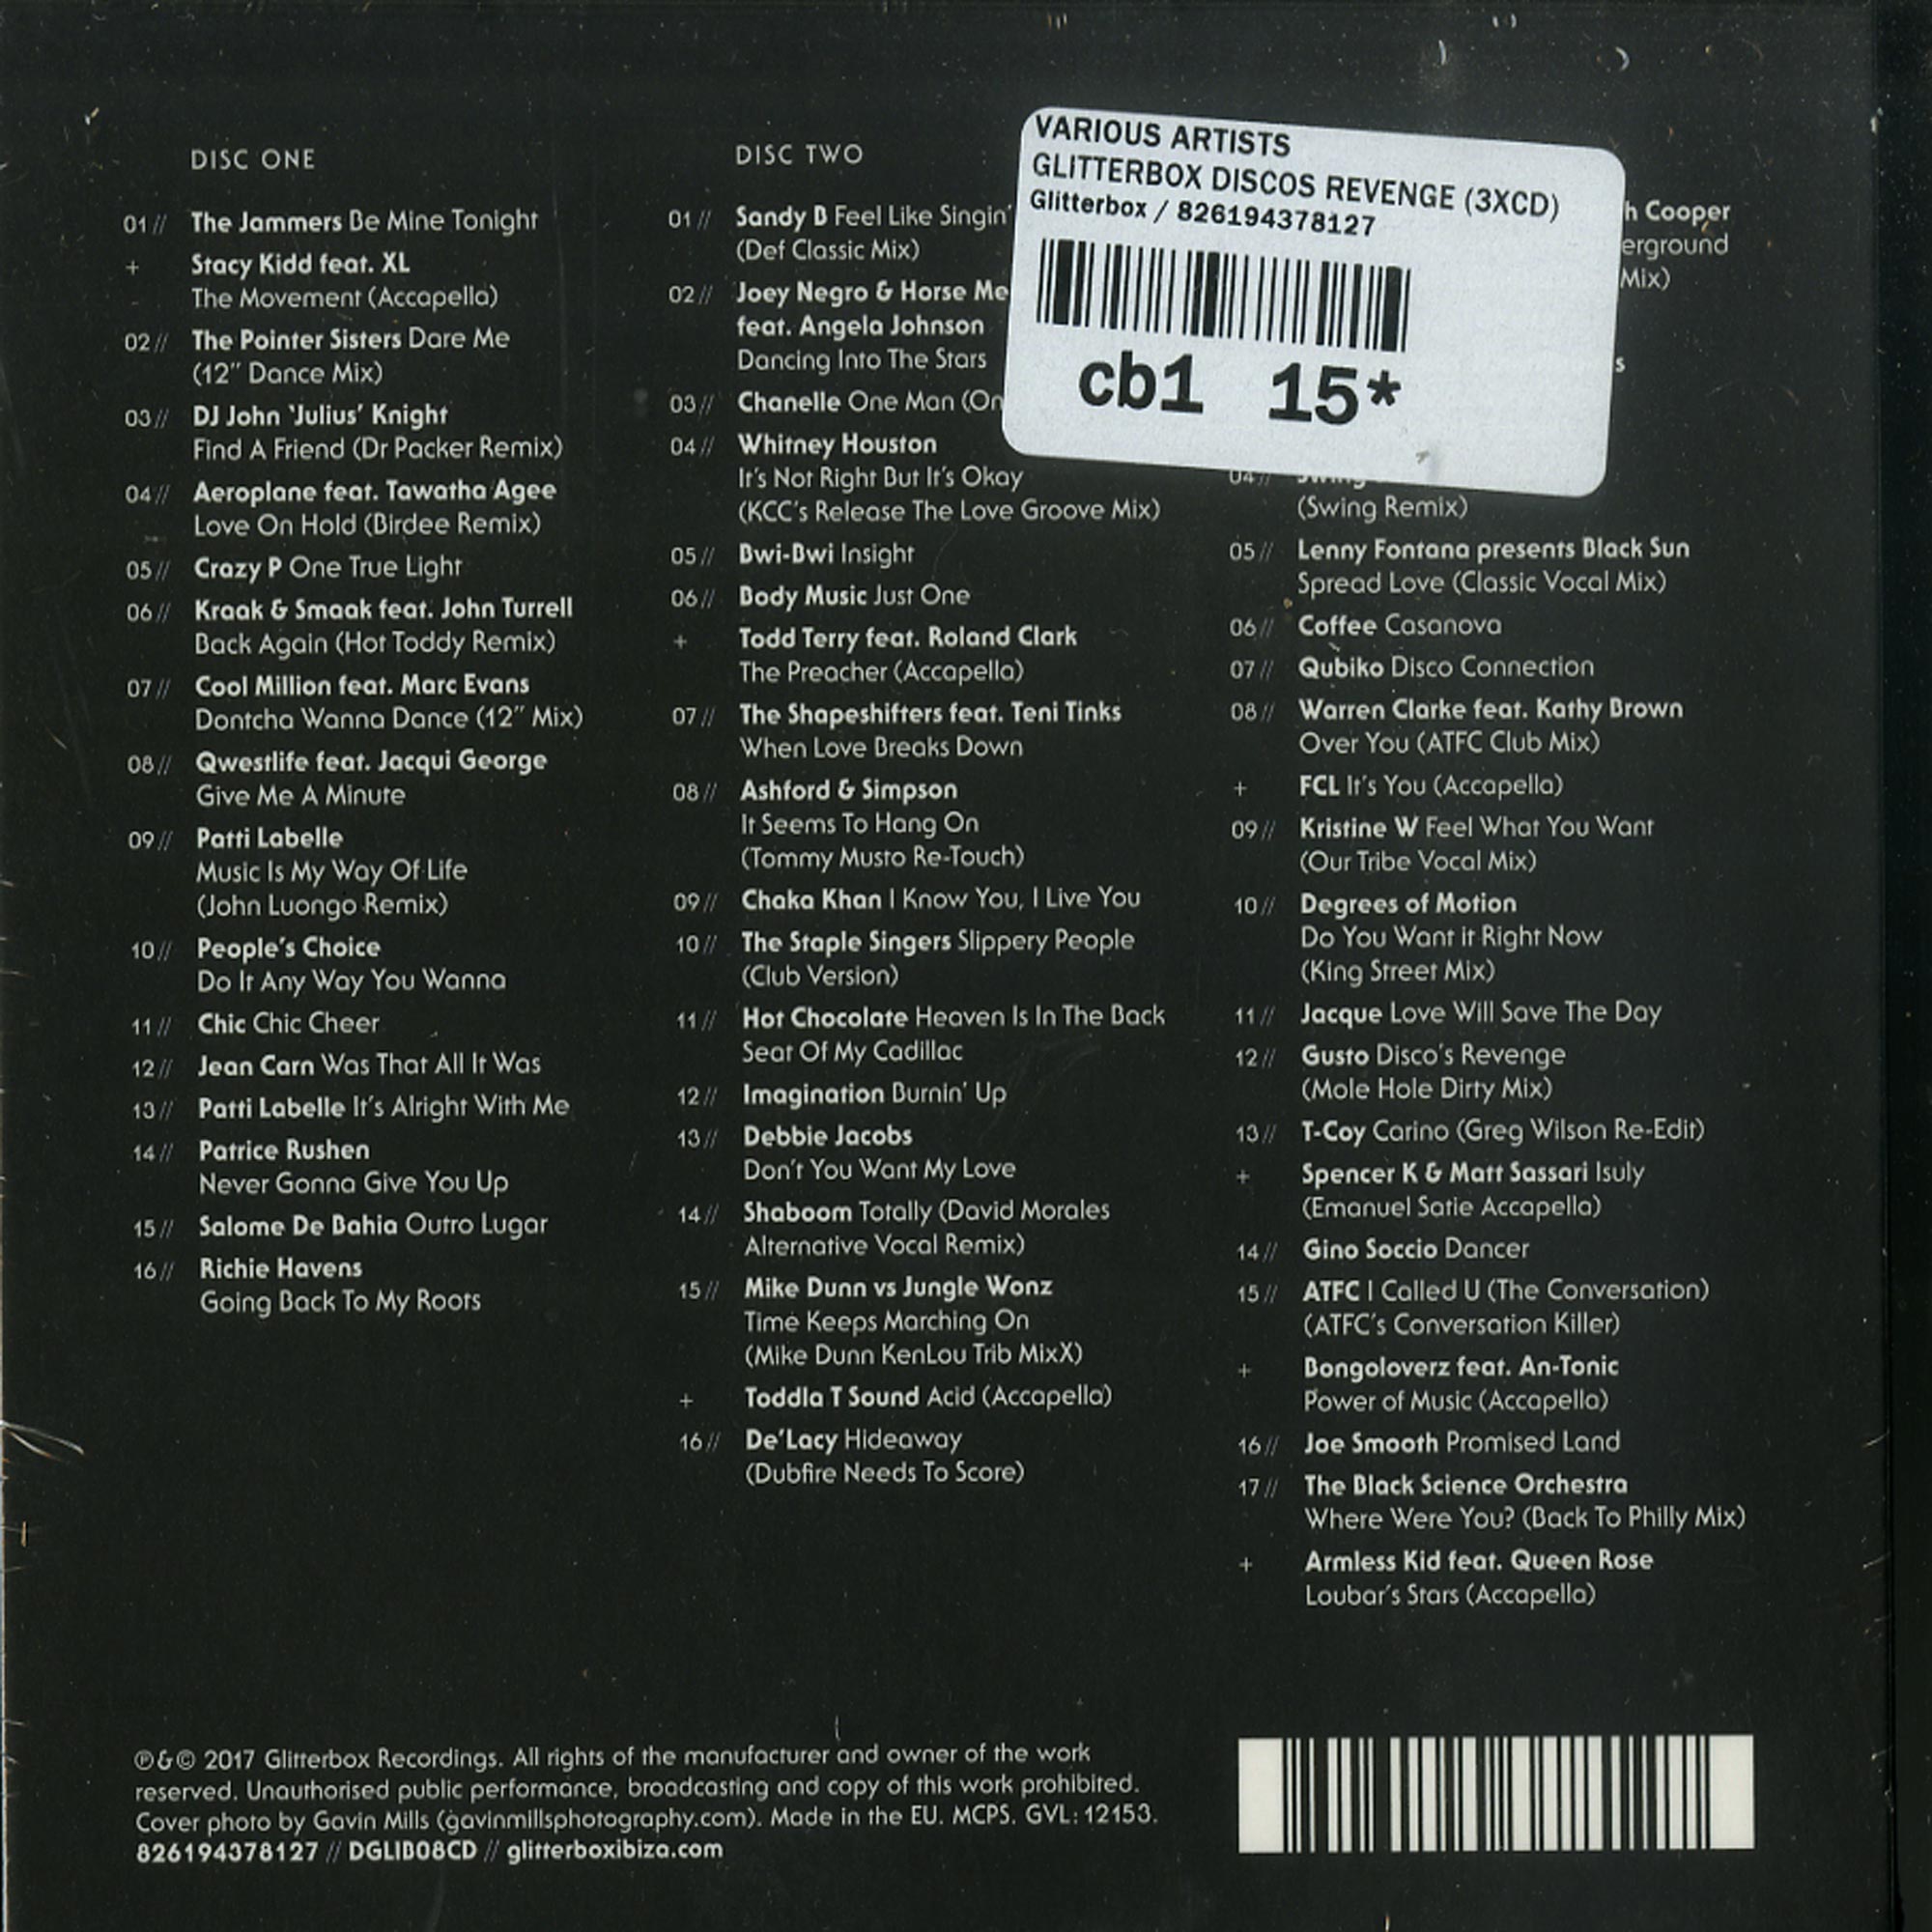 DISC ONE
01// The Jammers Be Mine Tonight
+ Stacy Kidd feat. XL
The Movement (Accapella)
02// The Pointer Sisters Dare Me
(12" Dance Mix)
03// DJ John 'Julius' Knight
Find A Friend (Dr Packer Remix)
04// Aeroplane feat. Tawatha Agee
Love On Hold (Birdee Remix)
05// Crazy P One True Light
06// Kraak & Smaak feat. John Turrell
Back Again (Hot Toddy Remix)
07// Cool Million feat. Marc Evans
Dontcha Wanna Dance (12" Mix)
08// Qwestlife feat. Jacqui George
Give Me A Minute
09// Patti Labelle
Music Is My Way Of Life
(John Luongo Remix)
10// People's Choice
Do It Any Way You Wanna
11// Chic Chic Cheer
12// Jean Carn Was That All It Was
13// Patti Labelle It's Alright With Me
14// Patrice Rushen
Never Gonna Give You Up
15// Salome De Bahia Outro Lugar
16// Richie Havens
Going Back To My Roots
DISC TWO
01// Sandy B Feel Like Singin'
(Def Classic Mix)
02// Joey Negro & Horse Me
feat. Angela Johnson
Dancing Into The Stars
03// Chanelle One Man (On
04// Whitney Houston
It's Not Right But It's Okay
(KCC's Release The Love Groove Mix)
05// Bwi-Bwi Insight
06// Body Music Just One
+ Todd Terry feat. Roland Clark
The Preacher (Accapella)
07// The Shapeshifters feat. Teni Tinks
When Love Breaks Down
08// Ashford & Simpson
It Seems To Hang On
(Tommy Musto Re-Touch)
09// Chaka Khan I Know You, I Live You
10// The Staple Singers Slippery People
(Club Version)
11// Hot Chocolate Heaven Is In The Back
Seat Of My Cadillac
12// Imagination Burnin' Up
13// Debbie Jacobs
Don't You Want My Love
14// Shaboom Totally (David Morales
Alternative Vocal Remix)
15// Mike Dunn vs Jungle Wonz
Time Keeps Marching On
(Mike Dunn KenLou Trib MixX)
+ Toddla T Sound Acid (Accapella)
16// De'Lacy Hideaway
(Dubfire Needs To Score)
VARIOUS ARTISTS
GLITTERBOX DISCOS REVENGE (3XCD)
Glitterbox / 826194378127
cb1 15*
h Cooper
erground
Mix)
s
04//
(Swing Remix)
05// Lenny Fontana presents Black Sun
Spread Love (Classic Vocal Mix)
06// Coffee Casanova
07// Qubiko Disco Connection
08// Warren Clarke feat. Kathy Brown
Over You (ATFC Club Mix)
+ FCL It's You (Accapella)
09// Kristine W Feel What You Want
(Our Tribe Vocal Mix)
10// Degrees of Motion
Do You Want it Right Now
(King Street Mix)
11// Jacque Love Will Save The Day
12// Gusto Disco's Revenge
(Mole Hole Dirty Mix)
13// T-Coy Carino (Greg Wilson Re-Edit)
+ Spencer K & Matt Sassari Isuly
(Emanuel Satie Accapella)
14// Gino Soccio Dancer
15// ATFC I Called U (The Conversation)
(ATFC's Conversation Killer)
+ Bongoloverz feat. An-Tonic
Power of Music (Accapella)
16// Joe Smooth Promised Land
17// The Black Science Orchestra
Where Were You? (Back To Philly Mix)
+ Armless Kid feat. Queen Rose
Loubar's Stars (Accapella)
℗&© 2017 Glitterbox Recordings. All rights of the manufacturer and owner of the work
reserved. Unauthorised public performance, broadcasting and copy of this work prohibited.
Cover photo by Gavin Mills (gavinmillsphotography.com). Made in the EU. MCPS. GVL: 12153.
826194378127 // DGLIB08CD // glitterboxibiza.com